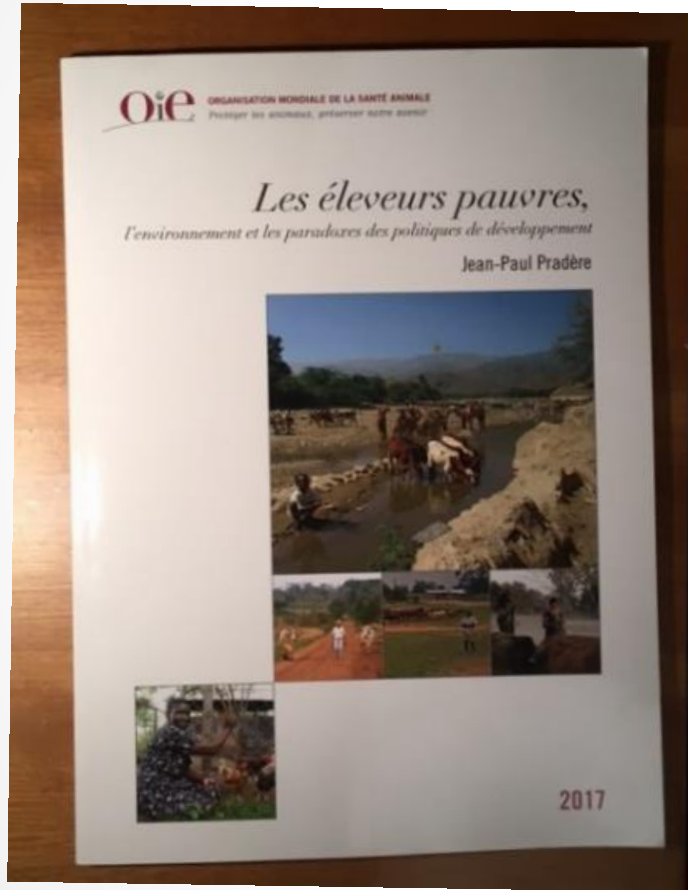 Oie
ORGANISATION MONDIALE DE LA SANTÉ ANIMALE
Protéger les animaux, préserver notre avenir
Les éleveurs pauvres,
l'environnement et les paradoxes des politiques de développement
Jean-Paul Pradère
2017